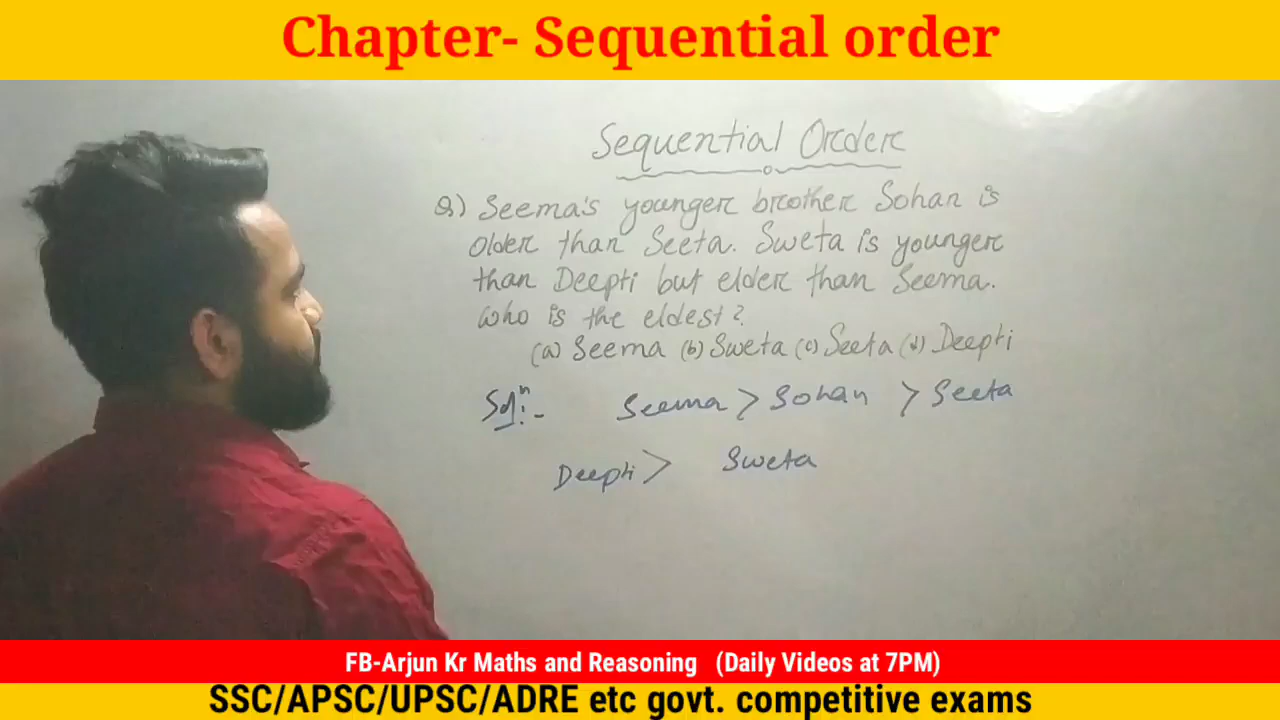 Chapter- Sequential order
Sequential Order
Q) Seema's younger brother Sohan is
older than Seeta. Sweta is younger
than Deepti but elder than Seema.
who is the eldest?
(a) Seema (b) Sweta (c) Seeta (d) Deepti
Solⁿ:- Seema > Sohan > Seeta
Deepti > Sweta
FB-Arjun Kr Maths and Reasoning (Daily Videos at 7PM)
SSC/APSC/UPSC/ADRE etc govt. competitive exams